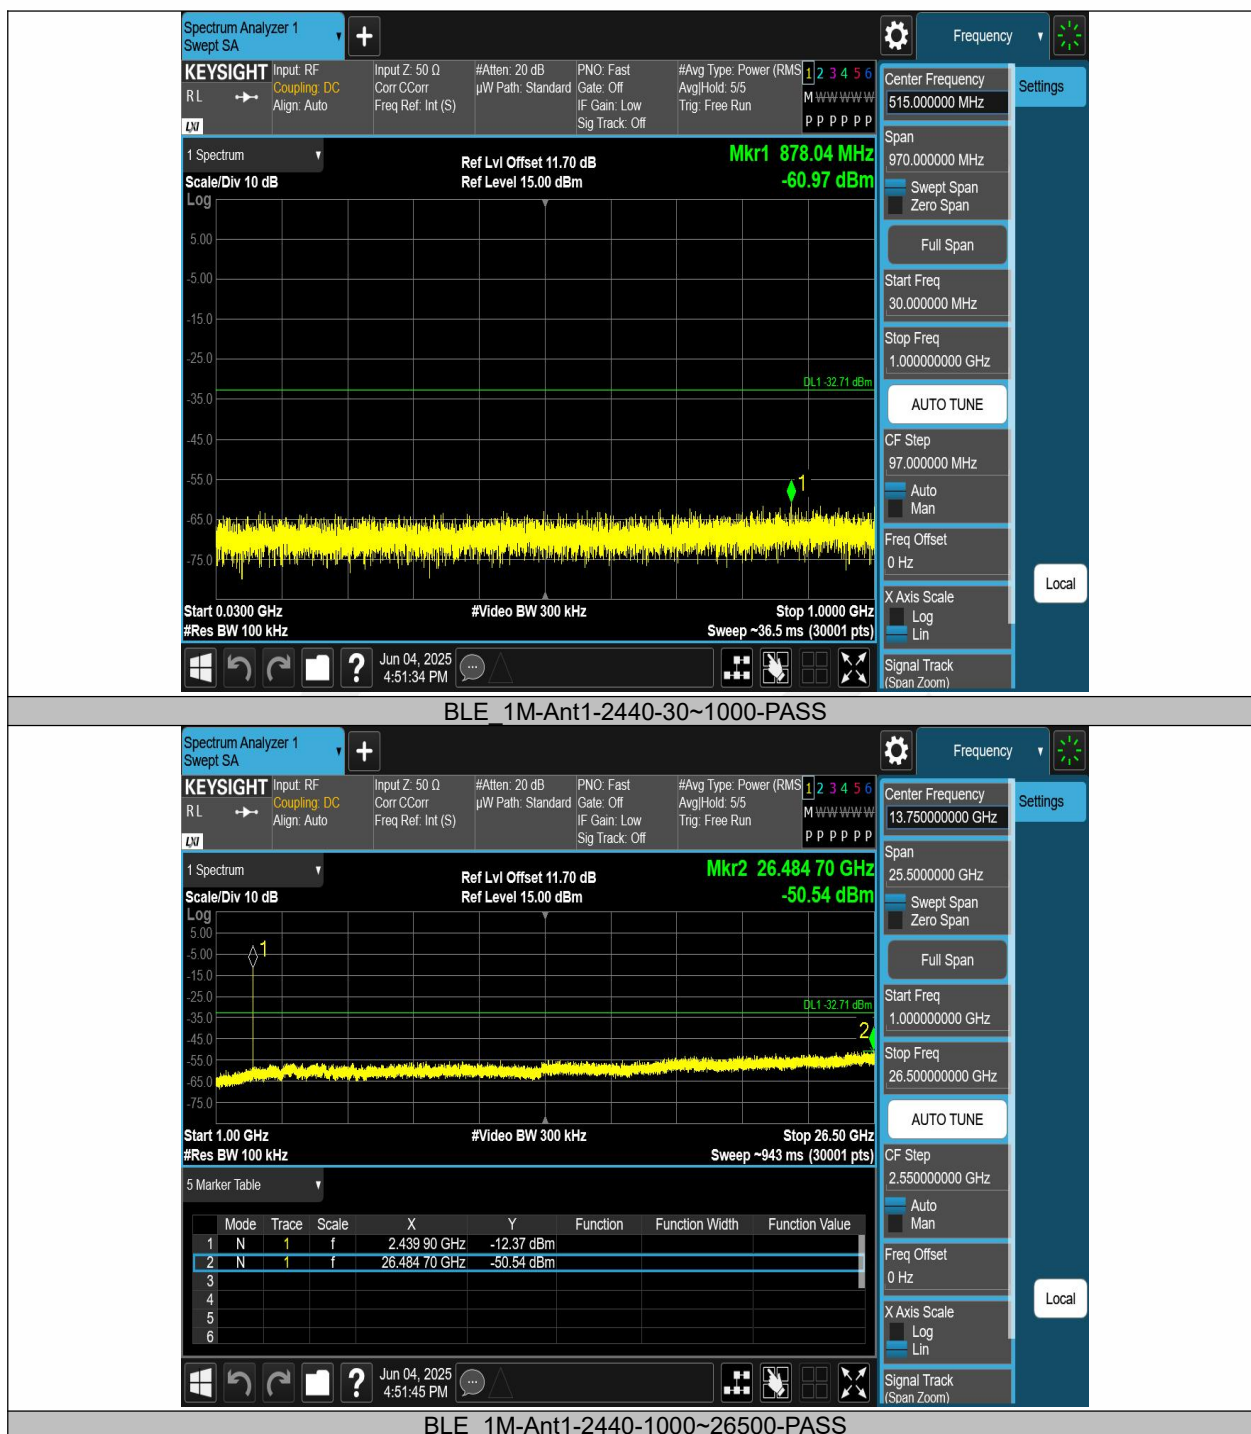 Spectrum Analyzer 1
Swept SA
Frequency
KEYSIGHT
RL
LXI
Input: RF
Coupling: DC
Align: Auto
Input Z: 50 Ω
Corr CCorr
Freq Ref: Int (S)
#Atten: 20 dB
µW Path: Standard
PNO: Fast
Gate: Off
IF Gain: Low
Sig Track: Off
#Avg Type: Power (RMS
Avg|Hold: 5/5
Trig: Free Run
1 2 3 4 5 6
M W W W W W
P P P P P P
1 Spectrum
Scale/Div 10 dB
Log
Ref Lvl Offset 11.70 dB
Ref Level 15.00 dBm
Mkr1 878.04 MHz
-60.97 dBm
5.00
-5.00
-15.0
-25.0
DL1 -32.71 dBm
-35.0
-45.0
-55.0
1
-65.0
-75.0
Start 0.0300 GHz
#Video BW 300 kHz
Stop 1.0000 GHz
#Res BW 100 kHz
Sweep ~36.5 ms (30001 pts)
Jun 04, 2025
4:51:34 PM
Center Frequency
515.000000 MHz
Settings
Span
970.000000 MHz
Swept Span
Zero Span
Full Span
Start Freq
30.000000 MHz
Stop Freq
1.000000000 GHz
AUTO TUNE
CF Step
97.000000 MHz
Auto
Man
Freq Offset
0 Hz
Local
X Axis Scale
Log
Lin
Signal Track
(Span Zoom)
BLE_1M-Ant1-2440-30~1000-PASS
Spectrum Analyzer 1
Swept SA
Frequency
KEYSIGHT
RL
LXI
Input: RF
Coupling: DC
Align: Auto
Input Z: 50 Ω
Corr CCorr
Freq Ref: Int (S)
#Atten: 20 dB
µW Path: Standard
PNO: Fast
Gate: Off
IF Gain: Low
Sig Track: Off
#Avg Type: Power (RMS
Avg|Hold: 5/5
Trig: Free Run
1 2 3 4 5 6
M W W W W W
P P P P P P
1 Spectrum
Scale/Div 10 dB
Log
Ref Lvl Offset 11.70 dB
Ref Level 15.00 dBm
Mkr2 26.484 70 GHz
-50.54 dBm
5.00
1
-5.00
-15.0
-25.0
DL1 -32.71 dBm
-35.0
2
-45.0
-55.0
-65.0
-75.0
Start 1.00 GHz
#Video BW 300 kHz
Stop 26.50 GHz
#Res BW 100 kHz
Sweep ~943 ms (30001 pts)
5 Marker Table
Mode Trace Scale X Y Function Function Width Function Value
1 N 1 f 2.439 90 GHz -12.37 dBm
2 N 1 f 26.484 70 GHz -50.54 dBm
3
4
5
6
Jun 04, 2025
4:51:45 PM
Center Frequency
13.750000000 GHz
Settings
Span
25.5000000 GHz
Swept Span
Zero Span
Full Span
Start Freq
1.000000000 GHz
Stop Freq
26.500000000 GHz
AUTO TUNE
CF Step
2.550000000 GHz
Auto
Man
Freq Offset
0 Hz
Local
X Axis Scale
Log
Lin
Signal Track
(Span Zoom)
BLE_1M-Ant1-2440-1000~26500-PASS